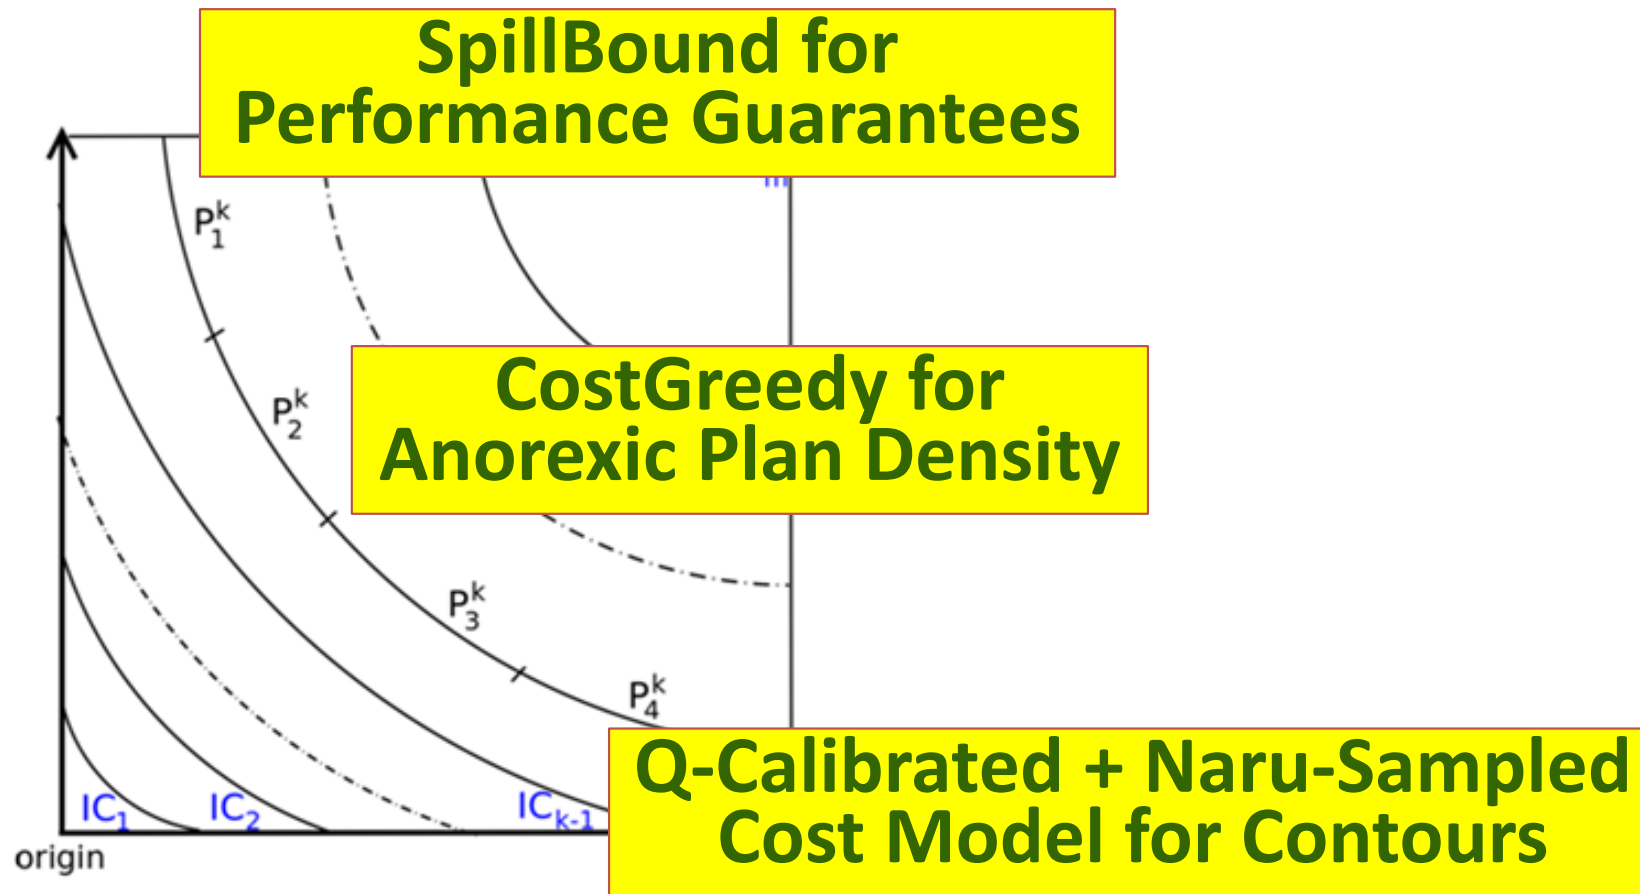 SpillBound for
Performance Guarantees
P₁ᵏ
CostGreedy for
Anorexic Plan Density
P₂ᵏ
P₃ᵏ
P₄ᵏ
Q-Calibrated + Naru-Sampled
Cost Model for Contours
IC₁
IC₂
ICₖ₋₁
origin